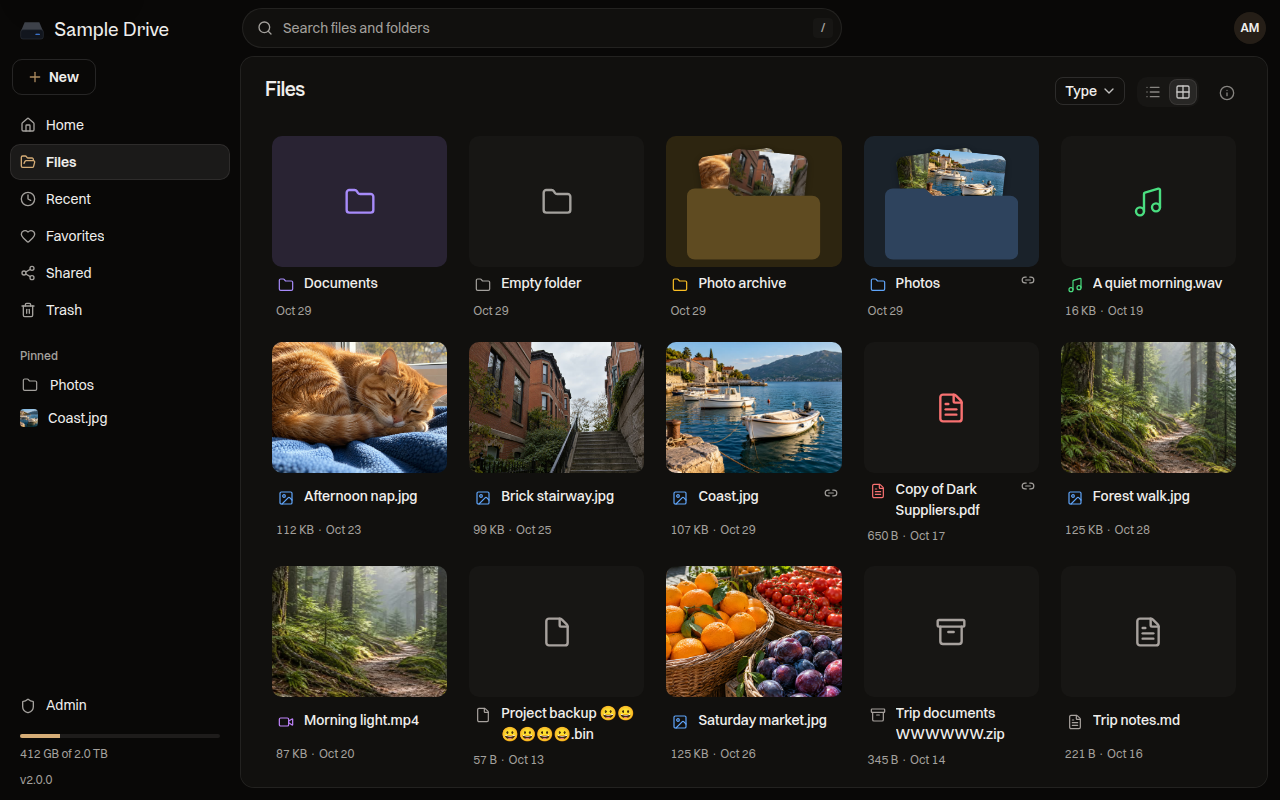 Sample Drive
Search files and folders
/
AM
New
Home
Files
Recent
Favorites
Shared
Trash
Pinned
Photos
Coast.jpg
Admin
412 GB of 2.0 TB
v2.0.0
Files
Type
Documents
Oct 29
Empty folder
Oct 29
Photo archive
Oct 29
Photos
Oct 29
A quiet morning.wav
16 KB · Oct 19
Afternoon nap.jpg
112 KB · Oct 23
Brick stairway.jpg
99 KB · Oct 25
Coast.jpg
107 KB · Oct 29
Copy of Dark
Suppliers.pdf
650 B · Oct 17
Forest walk.jpg
125 KB · Oct 28
Morning light.mp4
87 KB · Oct 20
Project backup 😀😀
😀😀😀😀.bin
57 B · Oct 13
Saturday market.jpg
125 KB · Oct 26
Trip documents
WWWWWW.zip
345 B · Oct 14
Trip notes.md
221 B · Oct 16